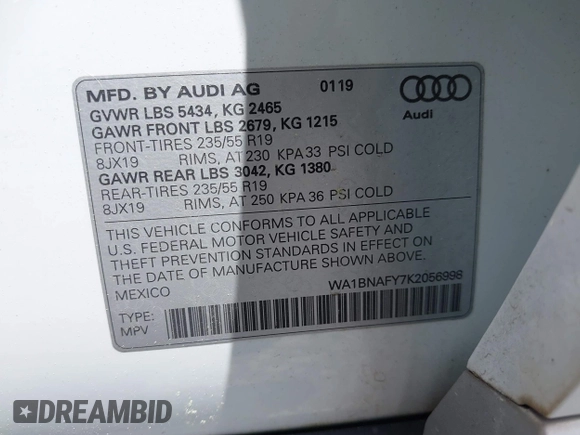 MFD. BY AUDI AG 0119
Audi
GVWR LBS 5434, KG 2465
GAWR FRONT LBS 2679, KG 1215
FRONT-TIRES 235/55 R19
8JX19 RIMS, AT 230 KPA 33 PSI COLD
GAWR REAR LBS 3042, KG 1380
REAR-TIRES 235/55 R19
8JX19 RIMS, AT 250 KPA 36 PSI COLD
THIS VEHICLE CONFORMS TO ALL APPLICABLE
U.S. FEDERAL MOTOR VEHICLE SAFETY AND
THEFT PREVENTION STANDARDS IN EFFECT ON
THE DATE OF MANUFACTURE SHOWN ABOVE.
MEXICO WA1BNAFY7K2056998
TYPE:
MPV
DREAMBID